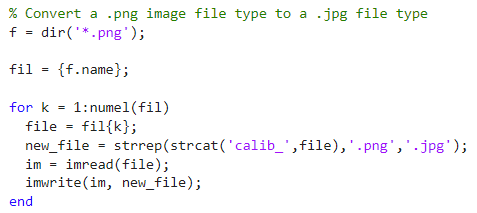 % Convert a .png image file type to a .jpg file type
f = dir('*.png');
fil = {f.name};
for k = 1:numel(fil)
file = fil{k};
new_file = strrep(strcat('calib_',file),'.png','.jpg');
im = imread(file);
imwrite(im, new_file);
end